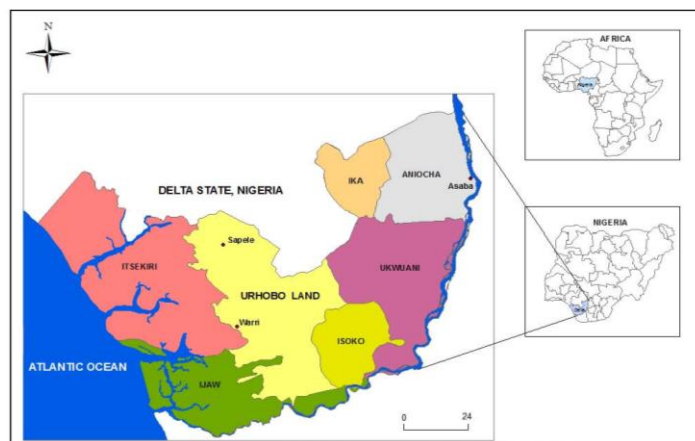 N
AFRICA
Nigeria
DELTA STATE, NIGERIA
IKA
ANIOCHA
Asaba
Sapele
ITSEKIRI
UKWUANI
URHOBO LAND
Warri
ISOKO
ATLANTIC OCEAN
IJAW
0 24
NIGERIA